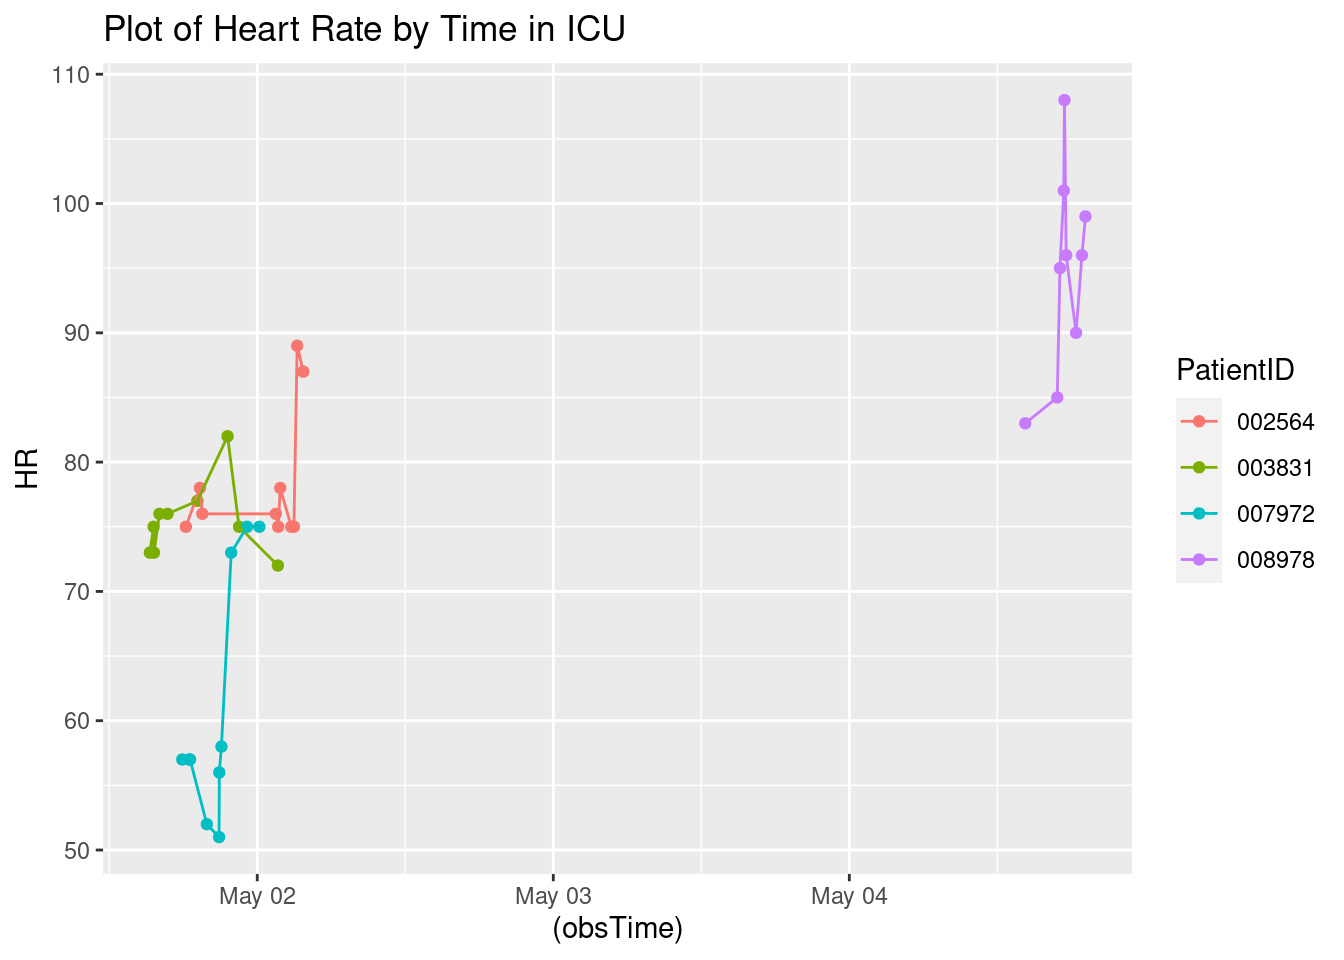 Plot of Heart Rate by Time in ICU
110
100
90
80
70
60
50
HR
May 02
May 03
May 04
(obsTime)
PatientID
002564
003831
007972
008978